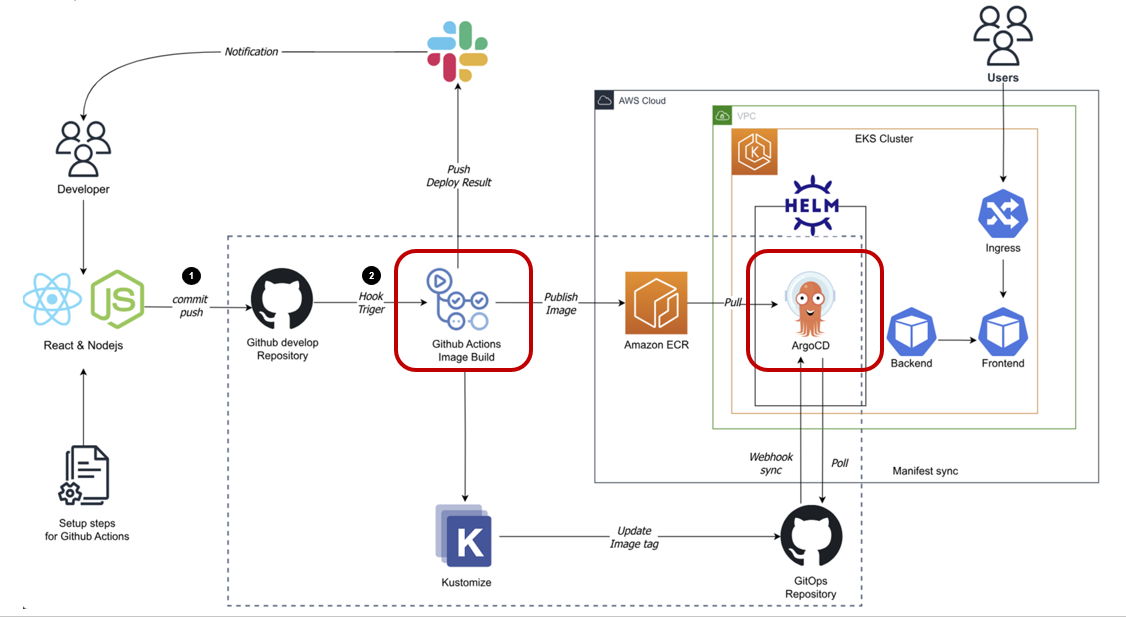 Notification
Users
AWS Cloud
VPC
EKS Cluster
K
Push
Deploy Result
Developer
HELM
Ingress
1
commit
push
2
Hook
Triger
Publish
Image
Pull
JS
React & Nodejs
Github develop
Repository
Github Actions
Image Build
Amazon ECR
ArgoCD
Backend
Frontend
Webhook
sync
Poll
Manifest sync
Setup steps
for Github Actions
K
Kustomize
Update
Image tag
GitOps
Repository